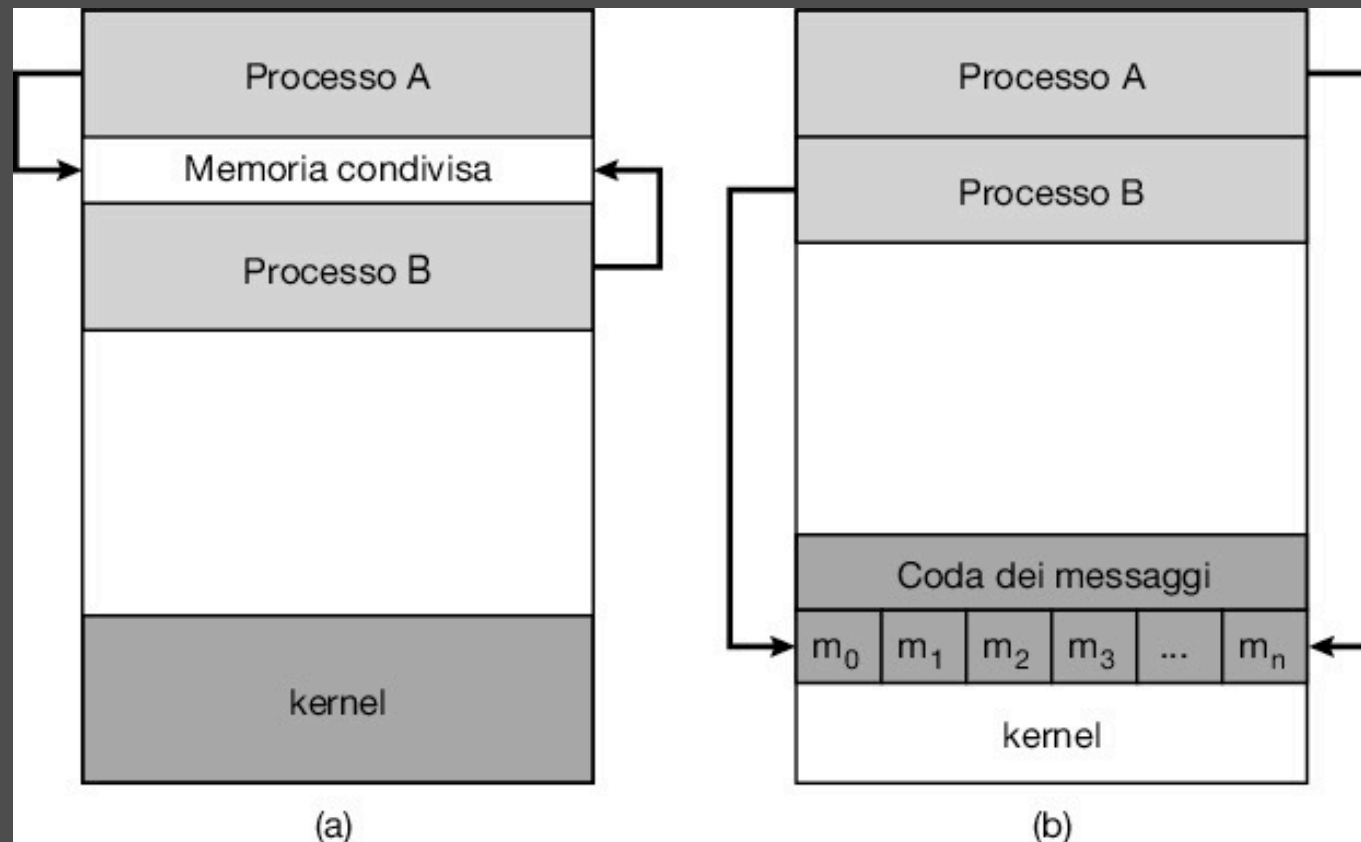 Processo A
Memoria condivisa
Processo B
kernel
(a)
Processo A
Processo B
Coda dei messaggi
m₀ m₁ m₂ m₃ ... mₙ
kernel
(b)